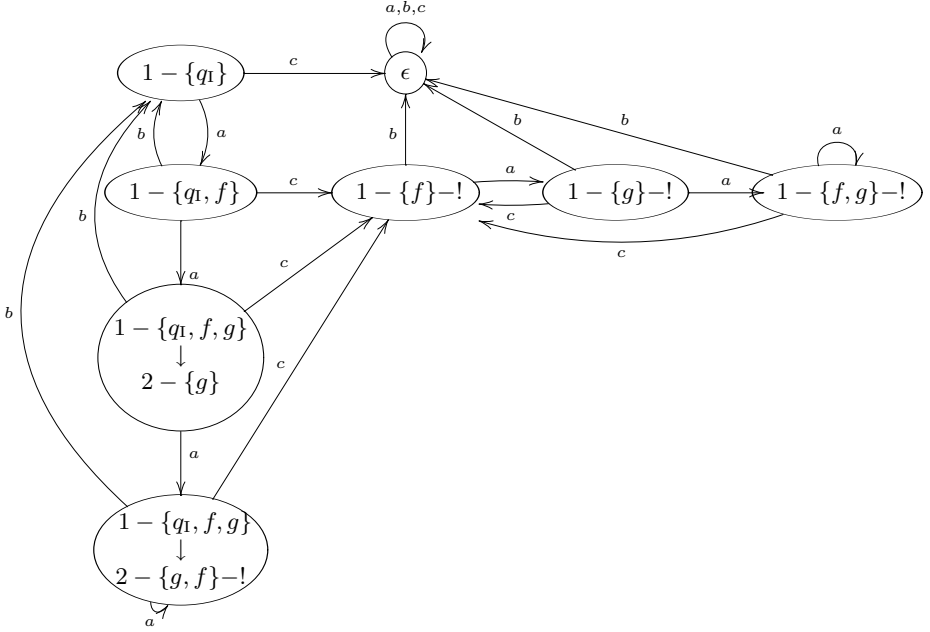 a,b,c
1 − {q_I}
c
ϵ
b
a
b
b
b
a
1 − {q_I, f}
c
1 − {f}−!
a
c
1 − {g}−!
a
1 − {f, g}−!
b
c
a
c
1 − {q_I, f, g}
↓
2 − {g}
b
c
a
1 − {q_I, f, g}
↓
2 − {g, f}−!
a